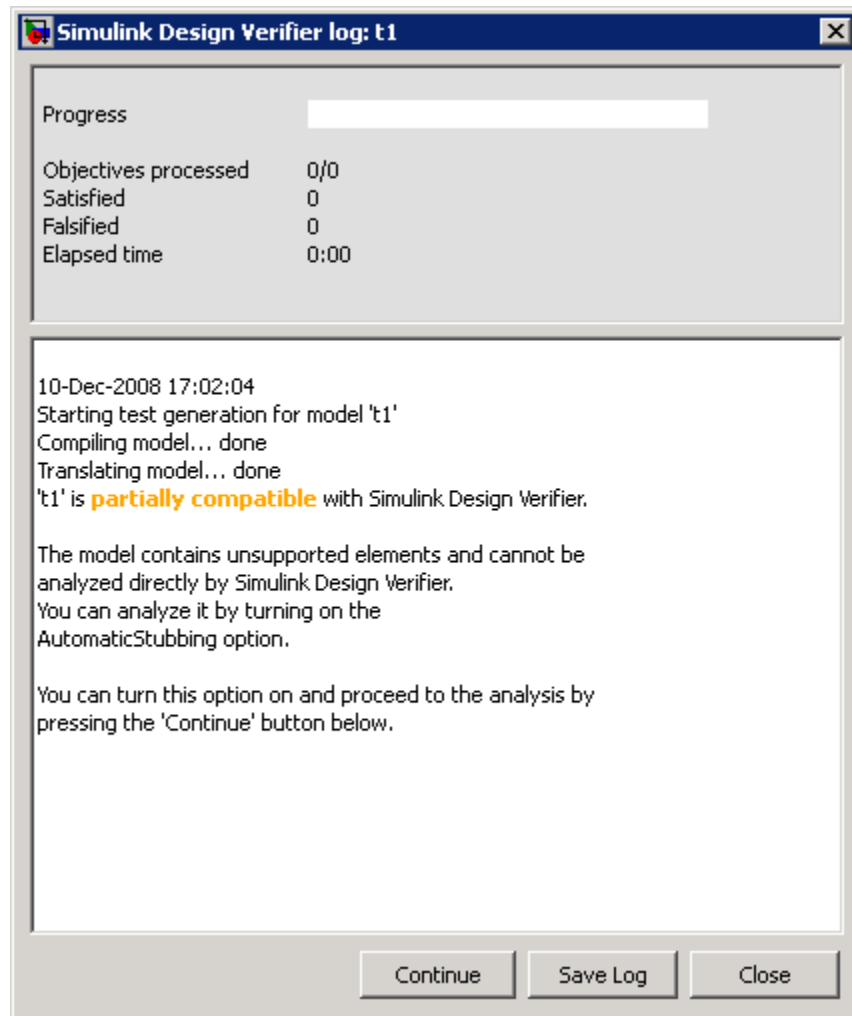 Simulink Design Verifier log: t1
Progress
Objectives processed 0/0
Satisfied 0
Falsified 0
Elapsed time 0:00
10-Dec-2008 17:02:04
Starting test generation for model 't1'
Compiling model... done
Translating model... done
't1' is partially compatible with Simulink Design Verifier.
The model contains unsupported elements and cannot be
analyzed directly by Simulink Design Verifier.
You can analyze it by turning on the
AutomaticStubbing option.
You can turn this option on and proceed to the analysis by
pressing the 'Continue' button below.
Continue Save Log Close